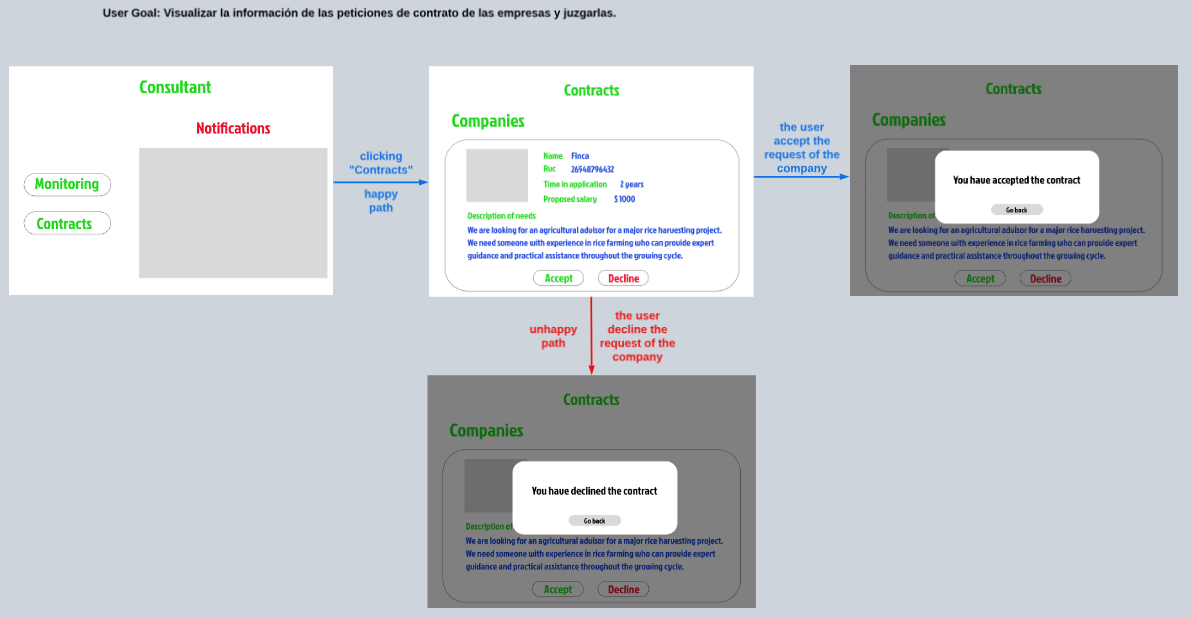 User Goal: Visualizar la información de las peticiones de contrato de las empresas y juzgarlas.
Consultant
Notifications
Monitoring
Contracts
clicking
"Contracts"
happy
path
Contracts
Companies
Name Finca
Ruc 26548796432
Time in application 2 years
Proposed salary $ 1000
Description of needs
We are looking for an agricultural advisor for a major rice harvesting project.
We need someone with experience in rice farming who can provide expert
guidance and practical assistance throughout the growing cycle.
Accept Decline
the user
accept the
request of the
company
Contracts
Companies
You have accepted the contract
Go back
Description of
We are looking for an agricultural advisor for a major rice harvesting project.
We need someone with experience in rice farming who can provide expert
guidance and practical assistance throughout the growing cycle.
Accept Decline
unhappy
path
the user
decline the
request of the
company
Contracts
Companies
You have declined the contract
Go back
Description of
We are looking for an agricultural advisor for a major rice harvesting project.
We need someone with experience in rice farming who can provide expert
guidance and practical assistance throughout the growing cycle.
Accept Decline